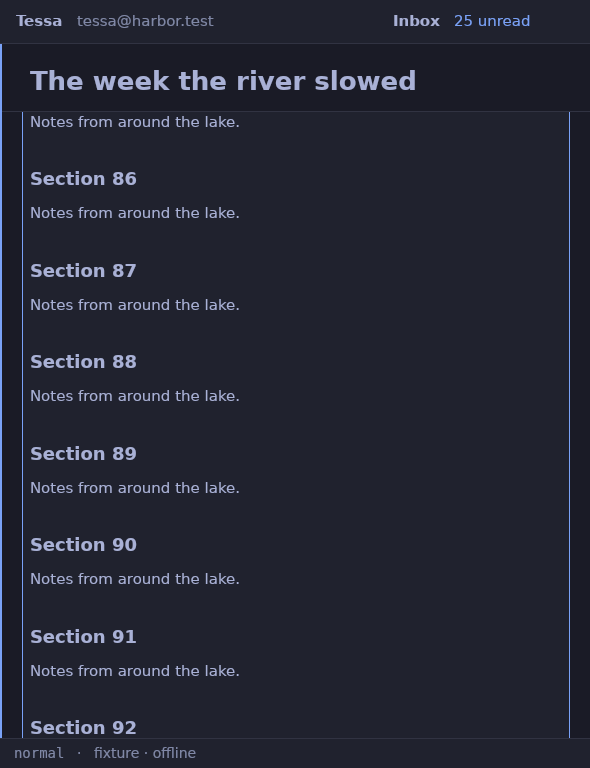 Tessa tessa@harbor.test Inbox 25 unread
The week the river slowed
Notes from around the lake.
Section 86
Notes from around the lake.
Section 87
Notes from around the lake.
Section 88
Notes from around the lake.
Section 89
Notes from around the lake.
Section 90
Notes from around the lake.
Section 91
Notes from around the lake.
Section 92
normal · fixture · offline